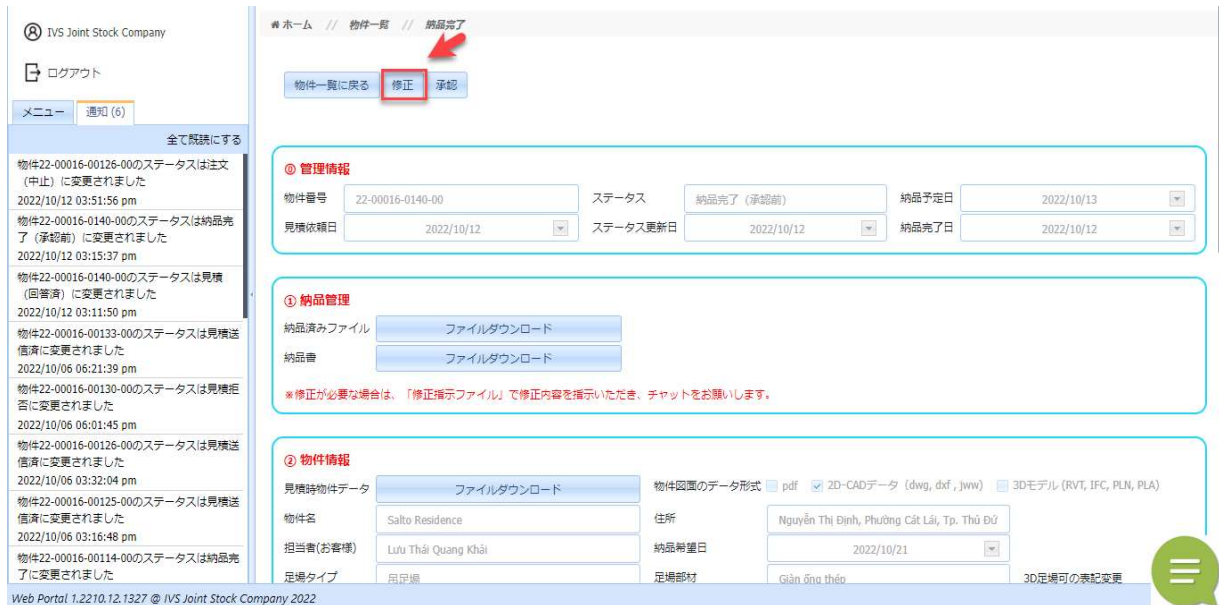 IVS Joint Stock Company
ログアウト
メニュー 通知 (6)
全て既読にする
物件22-00016-00126-00のステータスは注文
（中止）に変更されました
2022/10/12 03:51:56 pm
物件22-00016-0140-00のステータスは納品完
了（承認前）に変更されました
2022/10/12 03:15:37 pm
物件22-00016-0140-00のステータスは見積
（回答済）に変更されました
2022/10/12 03:11:50 pm
物件22-00016-00133-00のステータスは見積送
信済に変更されました
2022/10/06 06:21:39 pm
物件22-00016-00130-00のステータスは見積拒
否に変更されました
2022/10/06 06:01:45 pm
物件22-00016-00126-00のステータスは見積送
信済に変更されました
2022/10/06 03:32:04 pm
物件22-00016-00125-00のステータスは見積送
信済に変更されました
2022/10/06 03:16:48 pm
物件22-00016-00114-00のステータスは納品完
了に変更されました
ホーム // 物件一覧 // 納品完了
物件一覧に戻る 修正 承認
⓪ 管理情報
物件番号 22-00016-0140-00 ステータス 納品完了（承認前） 納品予定日 2022/10/13
見積依頼日 2022/10/12 ステータス更新日 2022/10/12 納品完了日 2022/10/12
① 納品管理
納品済みファイル ファイルダウンロード
納品書 ファイルダウンロード
※修正が必要な場合は、「修正指示ファイル」で修正内容を指示いただき、チャットをお願いします。
② 物件情報
見積時物件データ ファイルダウンロード 物件図面のデータ形式 pdf 2D-CADデータ（dwg, dxf , jww） 3Dモデル (RVT, IFC, PLN, PLA)
物件名 Salto Residence 住所 Nguyễn Thị Định, Phường Cát Lái, Tp. Thủ Đứ
担当者(お客様) Lưu Thái Quang Khải 納品希望日 2022/10/21
足場タイプ 吊足場 足場部材 Giàn ống thép 3D足場可の表記変更
Web Portal 1.2210.12.1327 @ IVS Joint Stock Company 2022